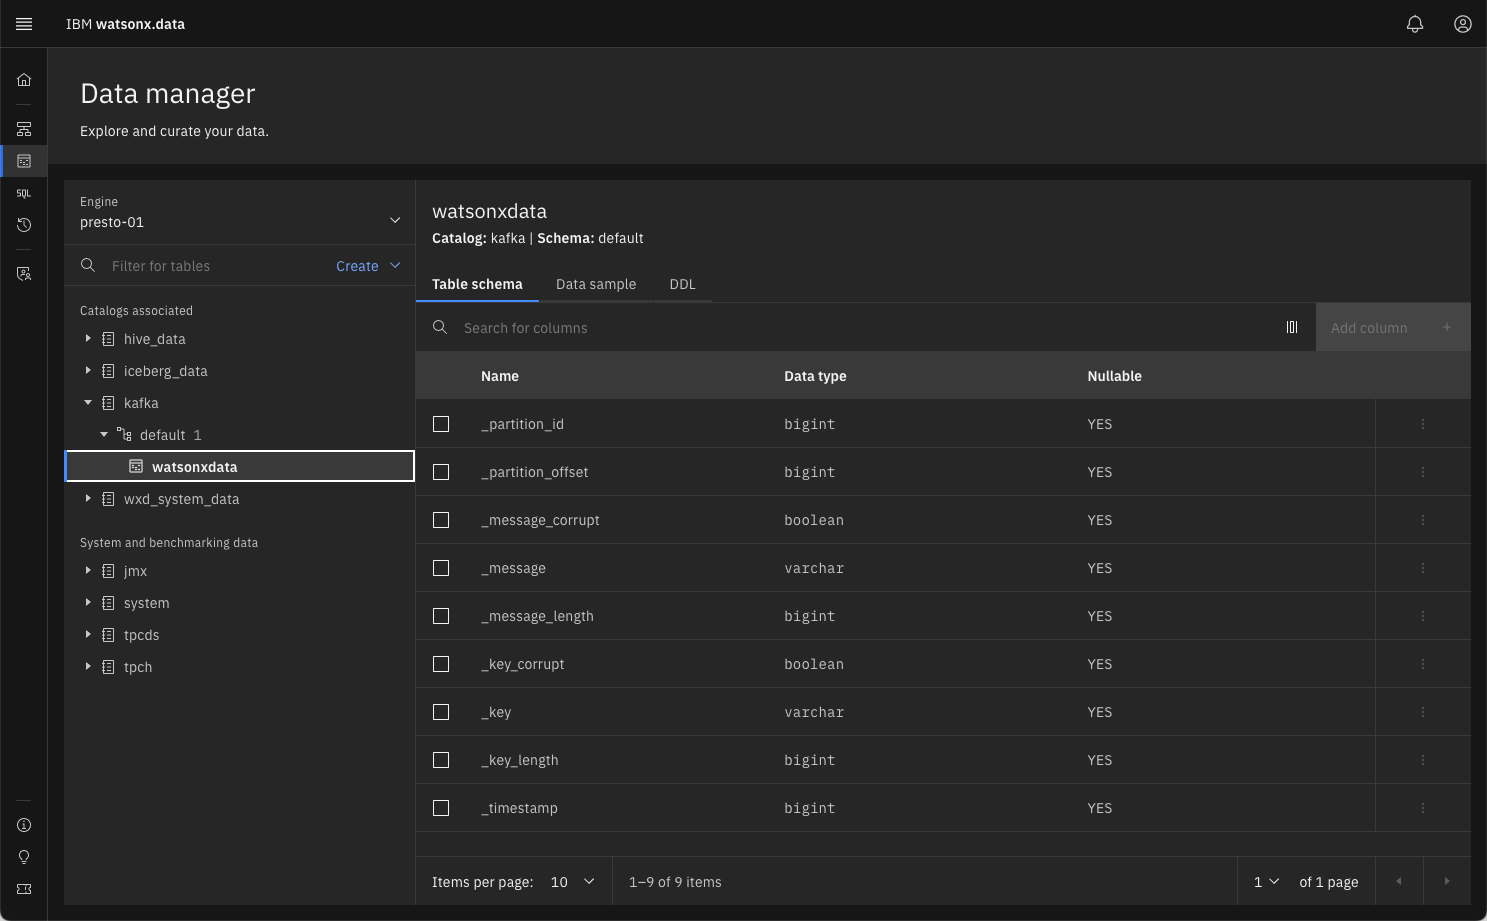 IBM watsonx.data
Data manager
Explore and curate your data.
SQL
Engine
presto-01
Filter for tables
Create
Catalogs associated
hive_data
iceberg_data
kafka
default 1
watsonxdata
wxd_system_data
System and benchmarking data
jmx
system
tpcds
tpch
watsonxdata
Catalog: kafka | Schema: default
Table schema Data sample DDL
Search for columns
Add column +
Name Data type Nullable
_partition_id bigint YES
_partition_offset bigint YES
_message_corrupt boolean YES
_message varchar YES
_message_length bigint YES
_key_corrupt boolean YES
_key varchar YES
_key_length bigint YES
_timestamp bigint YES
Items per page: 10 1–9 of 9 items 1 of 1 page